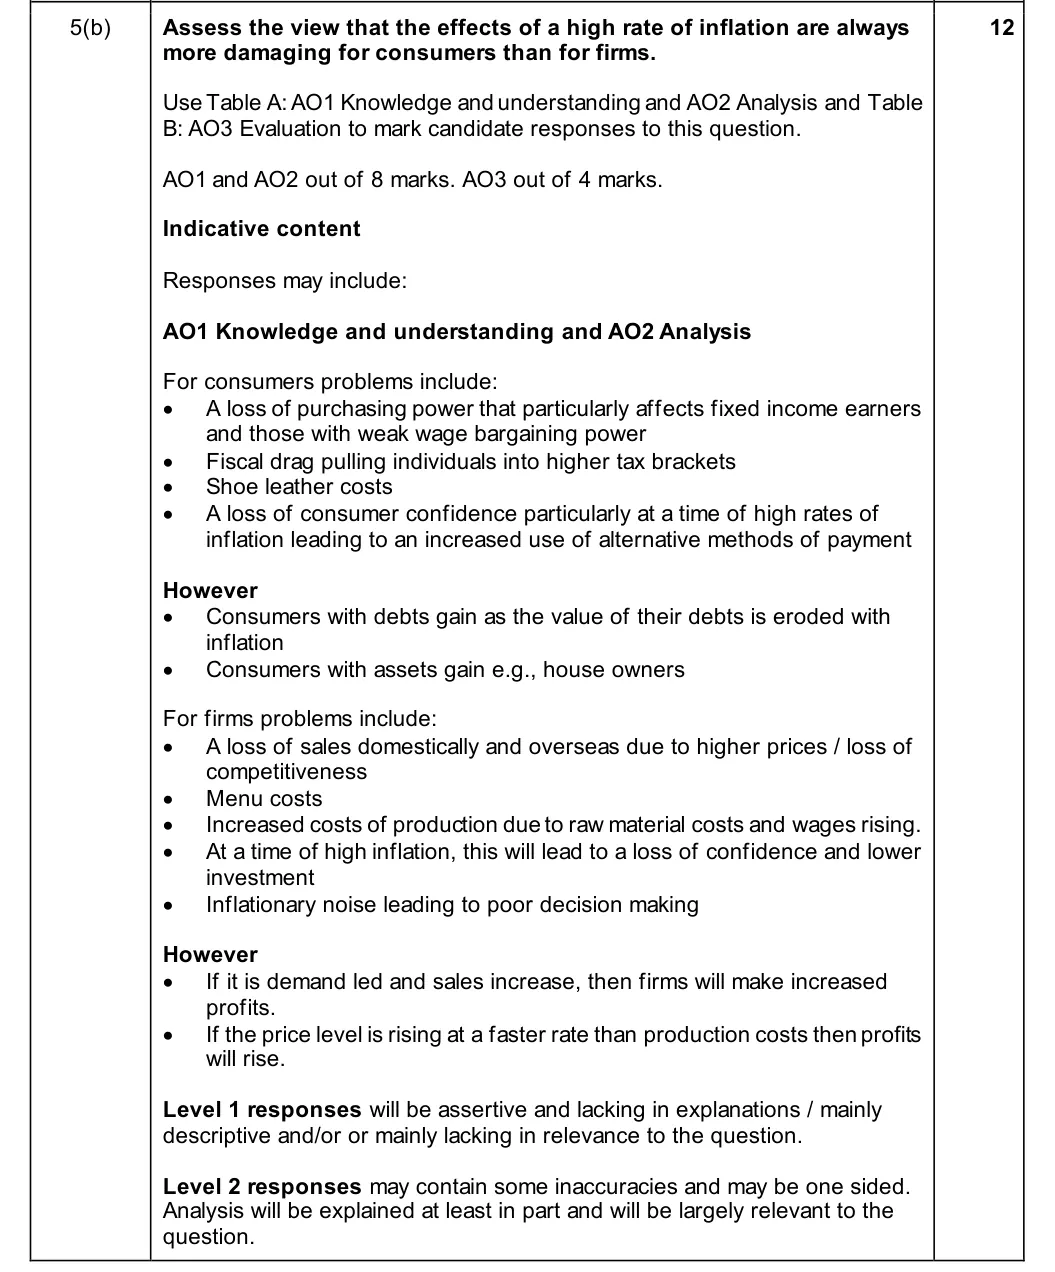 5(b)
Assess the view that the effects of a high rate of inflation are always
more damaging for consumers than for firms.
12
Use Table A: AO1 Knowledge and understanding and AO2 Analysis and Table
B: AO3 Evaluation to mark candidate responses to this question.
AO1 and AO2 out of 8 marks. AO3 out of 4 marks.
Indicative content
Responses may include:
AO1 Knowledge and understanding and AO2 Analysis
For consumers problems include:
• A loss of purchasing power that particularly affects fixed income earners
and those with weak wage bargaining power
• Fiscal drag pulling individuals into higher tax brackets
• Shoe leather costs
• A loss of consumer confidence particularly at a time of high rates of
inflation leading to an increased use of alternative methods of payment
However
• Consumers with debts gain as the value of their debts is eroded with
inflation
• Consumers with assets gain e.g., house owners
For firms problems include:
• A loss of sales domestically and overseas due to higher prices / loss of
competitiveness
• Menu costs
• Increased costs of production due to raw material costs and wages rising.
• At a time of high inflation, this will lead to a loss of confidence and lower
investment
• Inflationary noise leading to poor decision making
However
• If it is demand led and sales increase, then firms will make increased
profits.
• If the price level is rising at a faster rate than production costs then profits
will rise.
Level 1 responses will be assertive and lacking in explanations / mainly
descriptive and/or or mainly lacking in relevance to the question.
Level 2 responses may contain some inaccuracies and may be one sided.
Analysis will be explained at least in part and will be largely relevant to the
question.